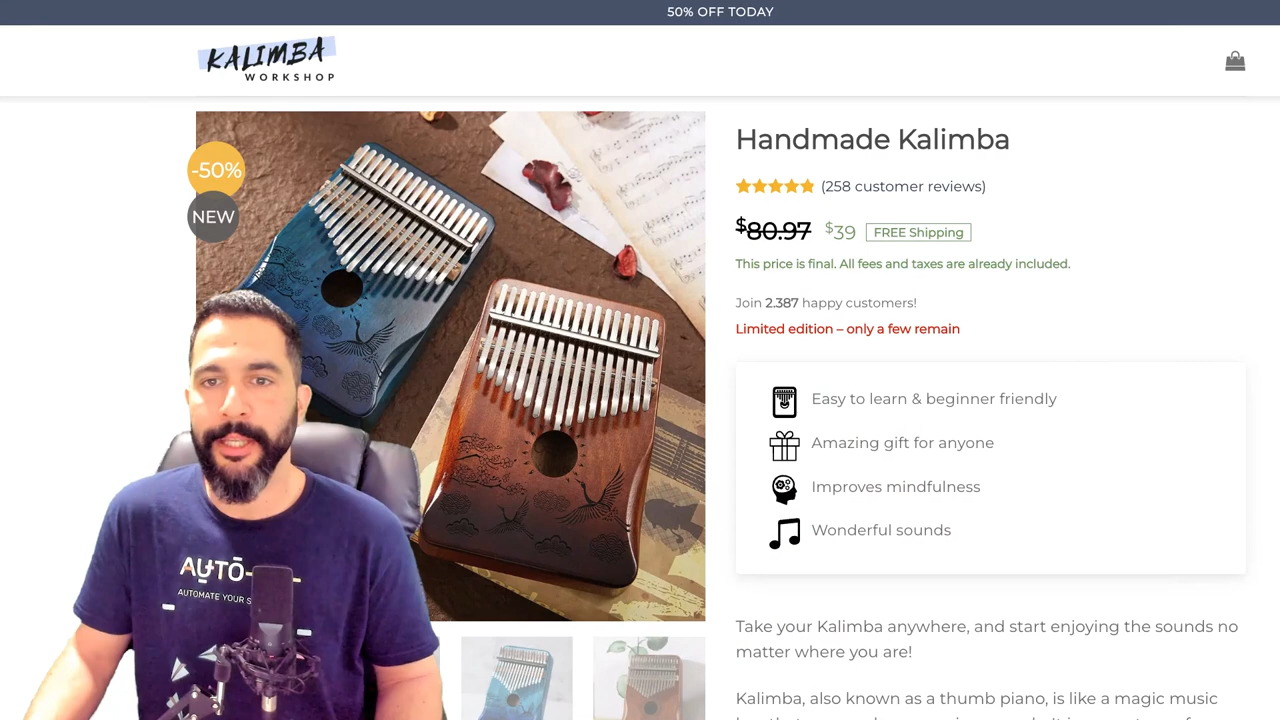 50% OFF TODAY
KALIMBA
WORKSHOP
-50%
NEW
Handmade Kalimba
(258 customer reviews)
$80.97 $39 FREE Shipping
This price is final. All fees and taxes are already included.
Join 2.387 happy customers!
Limited edition – only a few remain
Easy to learn & beginner friendly
Amazing gift for anyone
Improves mindfulness
Wonderful sounds
Take your Kalimba anywhere, and start enjoying the sounds no
matter where you are!
Kalimba, also known as a thumb piano, is like a magic music
AUTŌ
AUTOMATE YOUR S